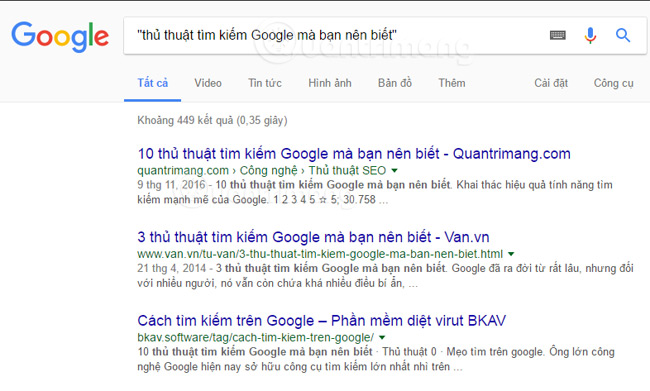 Google
"thủ thuật tìm kiếm Google mà bạn nên biết"
Quantrimang
Tất cả Video Tin tức Hình ảnh Bản đồ Thêm Cài đặt Công cụ
Khoảng 449 kết quả (0,35 giây)
10 thủ thuật tìm kiếm Google mà bạn nên biết - Quantrimang.com
quantrimang.com › Công nghệ › Thủ thuật SEO
9 thg 11, 2016 - 10 thủ thuật tìm kiếm Google mà bạn nên biết. Khai thác hiệu quả tính năng tìm
kiếm mạnh mẽ của Google. 1 2 3 4 5 ☆ 5; 30.758 ...
3 thủ thuật tìm kiếm Google mà bạn nên biết - Van.vn
www.van.vn/tu-van/3-thu-thuat-tim-kiem-google-ma-ban-nen-biet.html
21 thg 4, 2014 - 3 thủ thuật tìm kiếm Google mà bạn nên biết. Google đã ra đời từ rất lâu, nhưng đối
với nhiều người, nó vẫn còn chứa khá nhiều điều bí ẩn, ...
Cách tìm kiếm trên Google – Phần mềm diệt virut BKAV
bkav.software/tag/cach-tim-kiem-tren-google/
10 thủ thuật tìm kiếm Google mà bạn nên biết · Thủ thuật 0 · Mẹo tìm trên google. Ông lớn công
nghệ Google hiện nay sở hữu công cụ tìm kiếm lớn nhất nhì trên ...